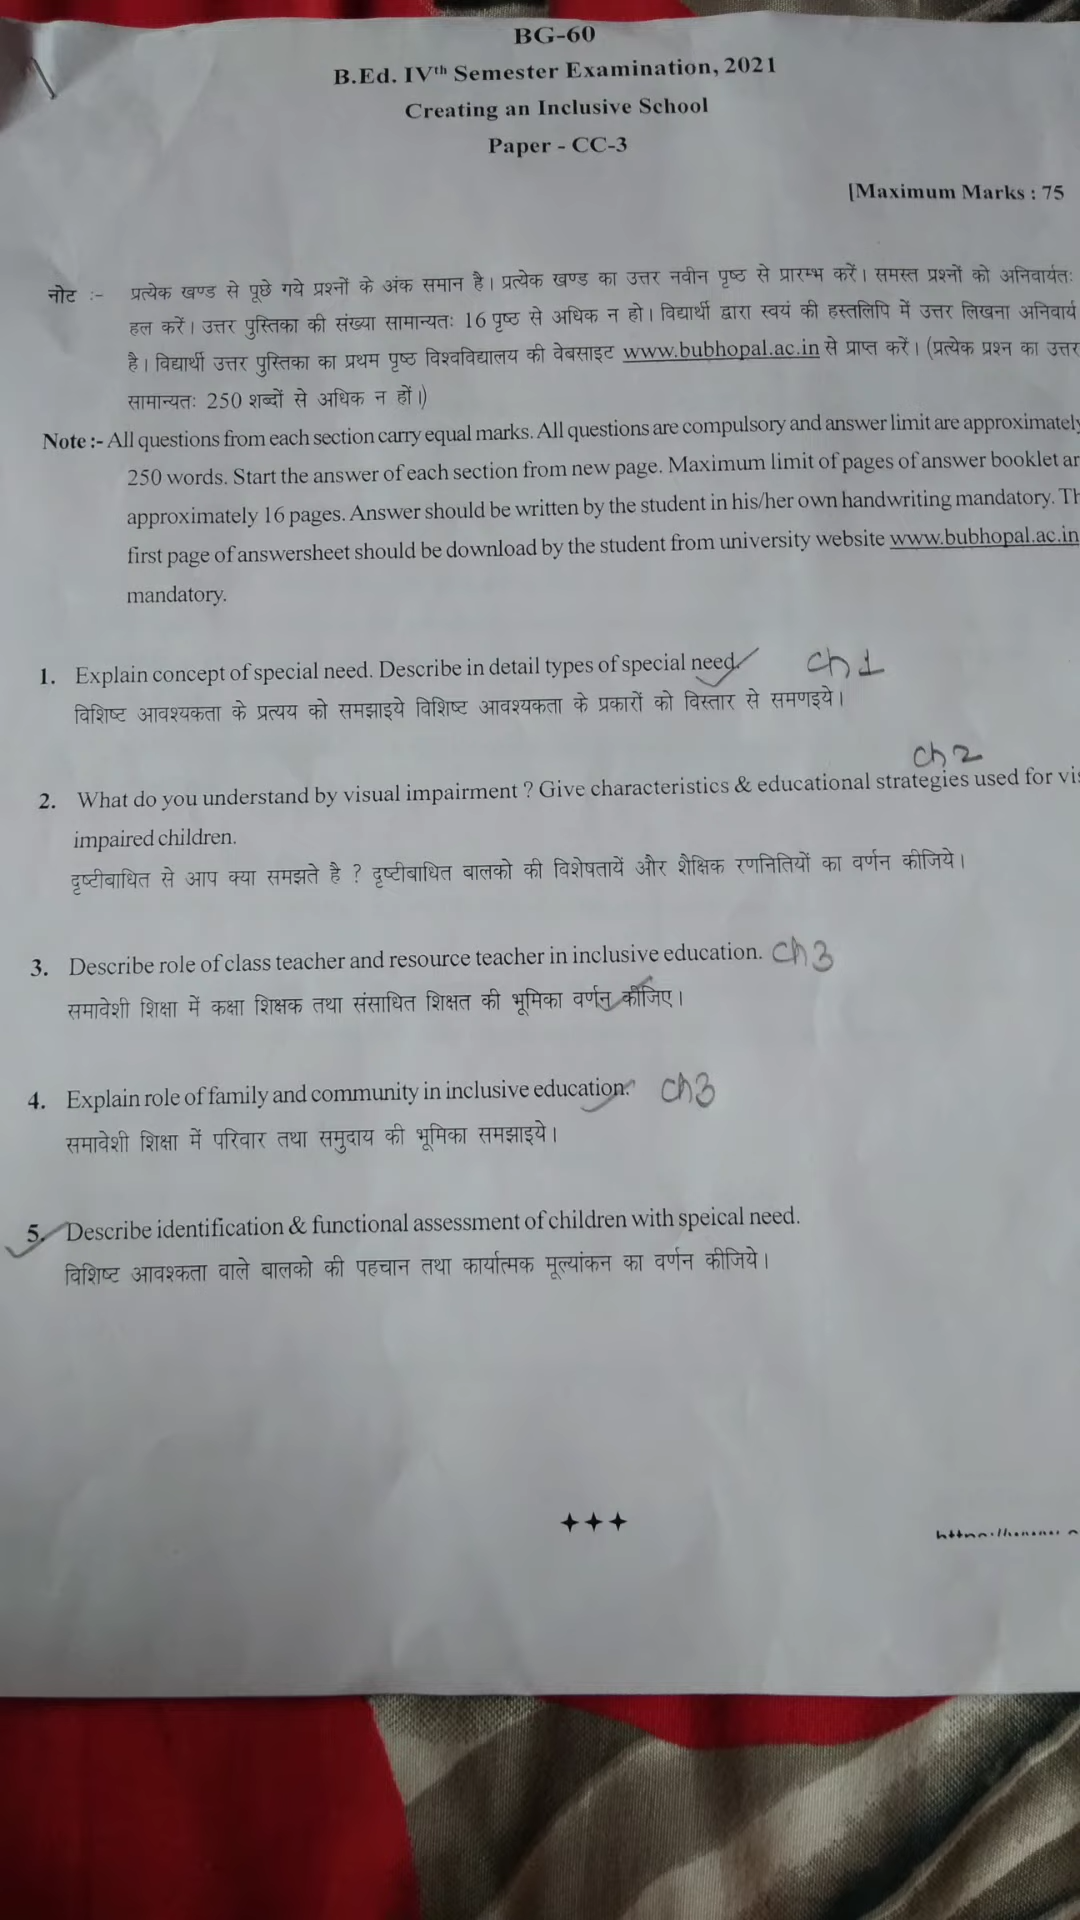 BG-60
B.Ed. IVth Semester Examination, 2021
Creating an Inclusive School
Paper - CC-3
[Maximum Marks : 75
नोट :- प्रत्येक खण्ड से पूछे गये प्रश्नों के अंक समान है। प्रत्येक खण्ड का उत्तर नवीन पृष्ठ से प्रारम्भ करें। समस्त प्रश्नों को अनिवार्यतः
हल करें। उत्तर पुस्तिका की संख्या सामान्यतः 16 पृष्ठ से अधिक न हो। विद्यार्थी द्वारा स्वयं की हस्तलिपि में उत्तर लिखना अनिवार्य
है। विद्यार्थी उत्तर पुस्तिका का प्रथम पृष्ठ विश्वविद्यालय की वेबसाइट www.bubhopal.ac.in से प्राप्त करें। (प्रत्येक प्रश्न का उत्तर
सामान्यतः 250 शब्दों से अधिक न हों।)
Note :- All questions from each section carry equal marks. All questions are compulsory and answer limit are approximately
250 words. Start the answer of each section from new page. Maximum limit of pages of answer booklet ar
approximately 16 pages. Answer should be written by the student in his/her own handwriting mandatory. Th
first page of answersheet should be download by the student from university website www.bubhopal.ac.in
mandatory.
1. Explain concept of special need. Describe in detail types of special need. Ch 1
विशिष्ट आवश्यकता के प्रत्यय को समझाइये विशिष्ट आवश्यकता के प्रकारों को विस्तार से समणइये।
Ch 2
2. What do you understand by visual impairment ? Give characteristics & educational strategies used for vis
impaired children.
दृष्टीबाधित से आप क्या समझते है ? दृष्टीबाधित बालको की विशेषतायें और शैक्षिक रणनितियों का वर्णन कीजिये।
3. Describe role of class teacher and resource teacher in inclusive education. Ch 3
समावेशी शिक्षा में कक्षा शिक्षक तथा संसाधित शिक्षत की भूमिका वर्णन कीजिए।
4. Explain role of family and community in inclusive education. Ch 3
समावेशी शिक्षा में परिवार तथा समुदाय की भूमिका समझाइये।
5. Describe identification & functional assessment of children with speical need.
विशिष्ट आवश्कता वाले बालको की पहचान तथा कार्यात्मक मूल्यांकन का वर्णन कीजिये।